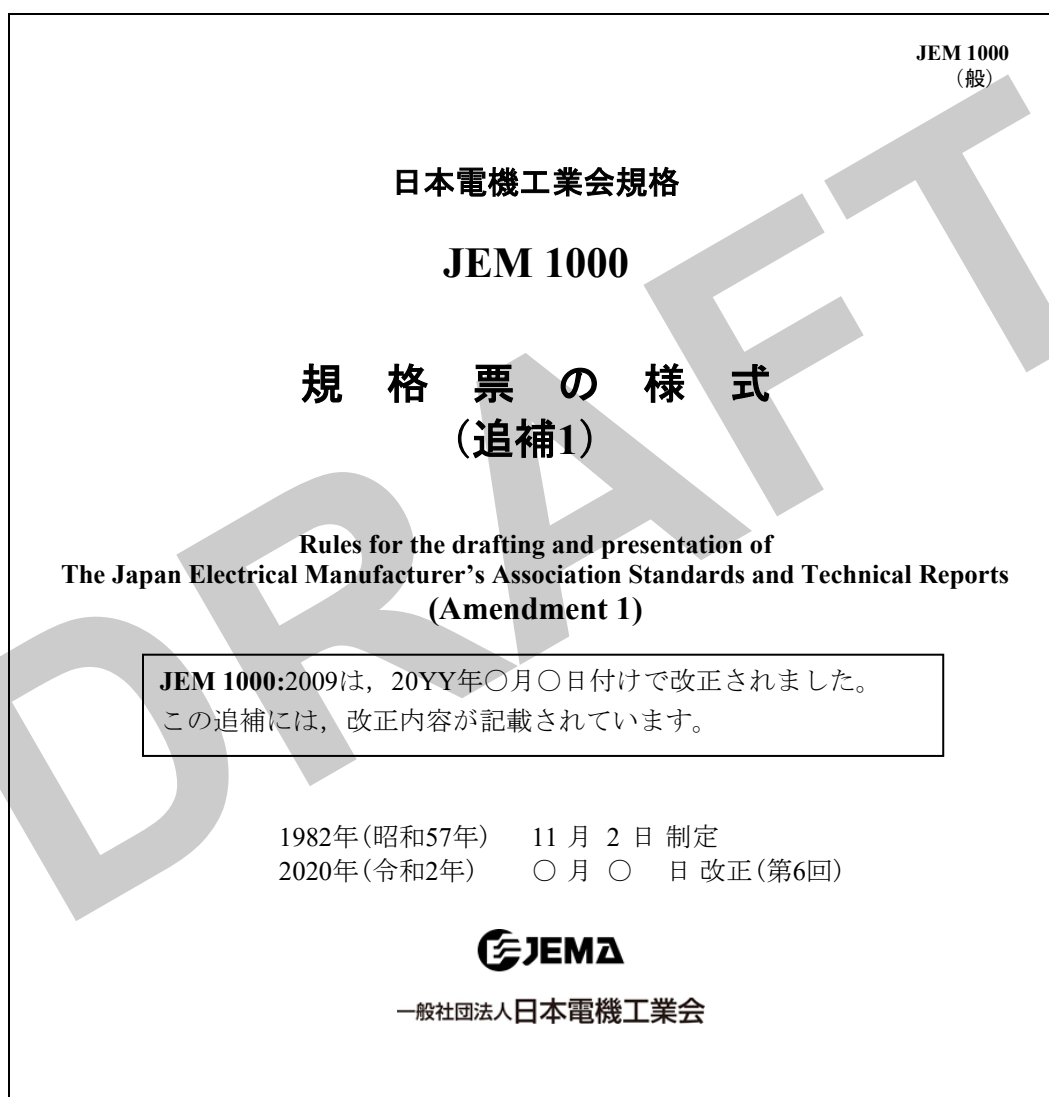 JEM 1000
（般）
日本電機工業会規格
JEM 1000
規 格 票 の 様 式
（追補1）
Rules for the drafting and presentation of
The Japan Electrical Manufacturer’s Association Standards and Technical Reports
(Amendment 1)
JEM 1000:2009は，20YY年〇月〇日付けで改正されました。
この追補には，改正内容が記載されています。
1982年（昭和57年） 11 月 2 日 制定
2020年（令和2年） 〇 月 〇 日 改正（第6回）
JEMA
一般社団法人日本電機工業会
DRAFT